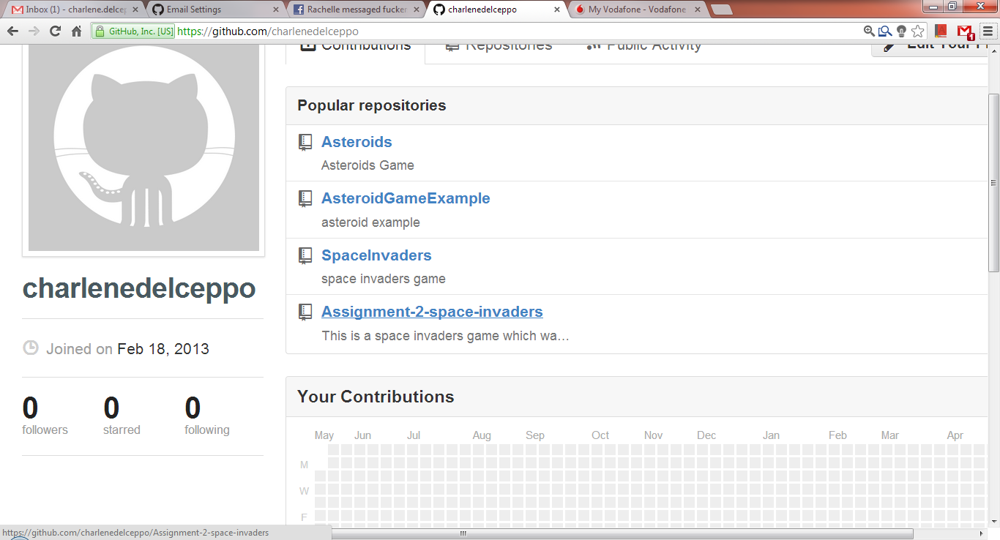 Inbox (1) - charlene.delcep
Email Settings
Rachelle messaged fucker
charlenedelceppo
My Vodafone - Vodafone
GitHub, Inc. [US] https://github.com/charlenedelceppo
1
Contributions Repositories Public Activity Edit Your P
Popular repositories
Asteroids
Asteroids Game
AsteroidGameExample
asteroid example
SpaceInvaders
space invaders game
Assignment-2-space-invaders
This is a space invaders game which wa…
charlenedelceppo
Joined on Feb 18, 2013
0 0 0
followers starred following
Your Contributions
May Jun Jul Aug Sep Oct Nov Dec Jan Feb Mar Apr
M
W
F
https://github.com/charlenedelceppo/Assignment-2-space-invaders